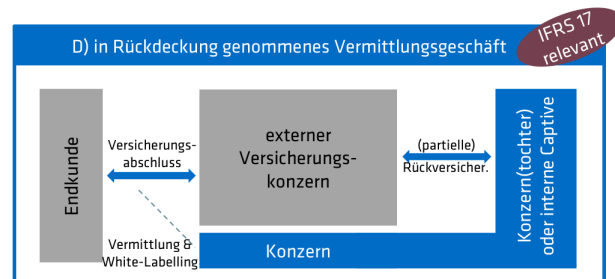 D) in Rückdeckung genommenes Vermittlungsgeschäft
IFRS 17
relevant
Endkunde
Versicherungs-
abschluss
externer
Versicherungs-
konzern
(partielle)
Rückversicher.
Konzern(tochter)
oder interne Captive
Vermittlung &
White-Labelling
Konzern